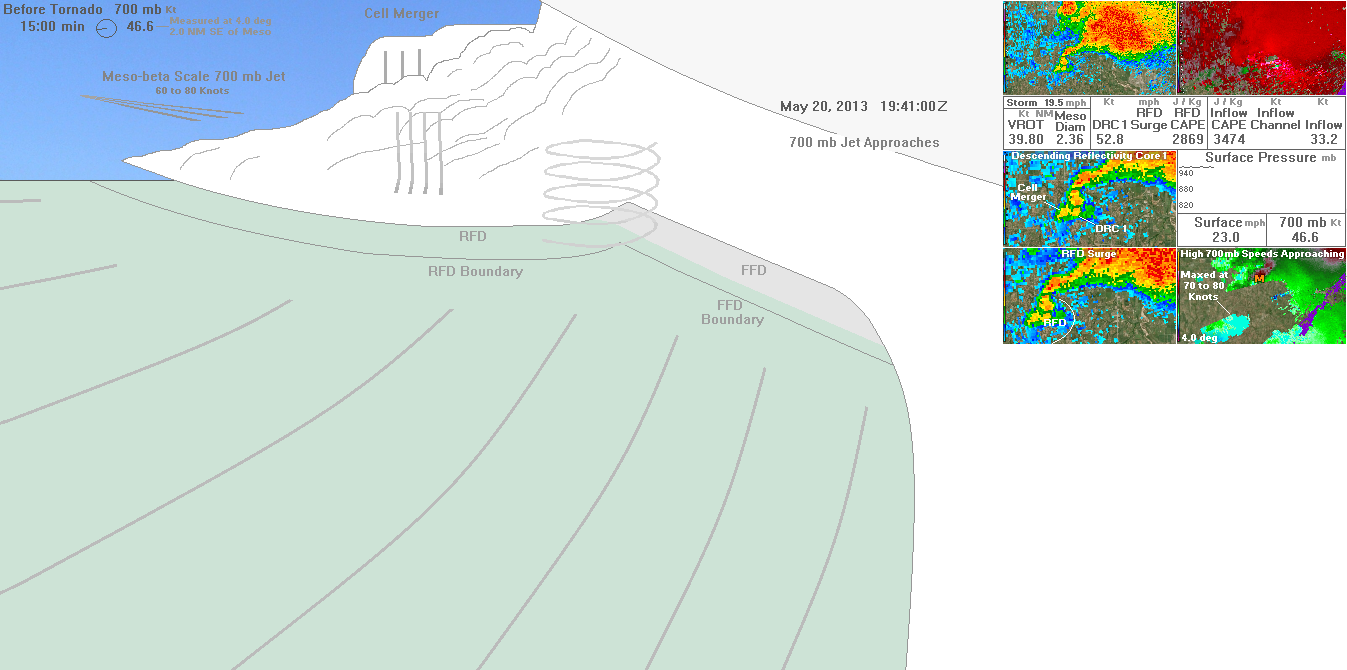 Before Tornado 700 mb Kt
15:00 min 46.6
Measured at 4.0 deg
2.0 NM SE of Meso
Cell Merger
Meso-beta Scale 700 mb Jet
60 to 80 Knots
May 20, 2013 19:41:00Z
700 mb Jet Approaches
RFD
RFD Boundary
FFD
FFD
Boundary
Storm 19.5 mph
Kt NM
VROT Meso Diam
39.80 2.36
Kt mph J / Kg
DRC 1 RFD Surge RFD CAPE
52.8 2869
J / Kg Kt Kt
Inflow CAPE Inflow Channel Inflow
3474 33.2
Descending Reflectivity Core 1
Cell
Merger
DRC 1
Surface Pressure mb
940
880
820
Surface mph 700 mb Kt
23.0 46.6
RFD Surge
RFD
High 700mb Speeds Approaching
Maxed at
70 to 80
Knots
M
4.0 deg